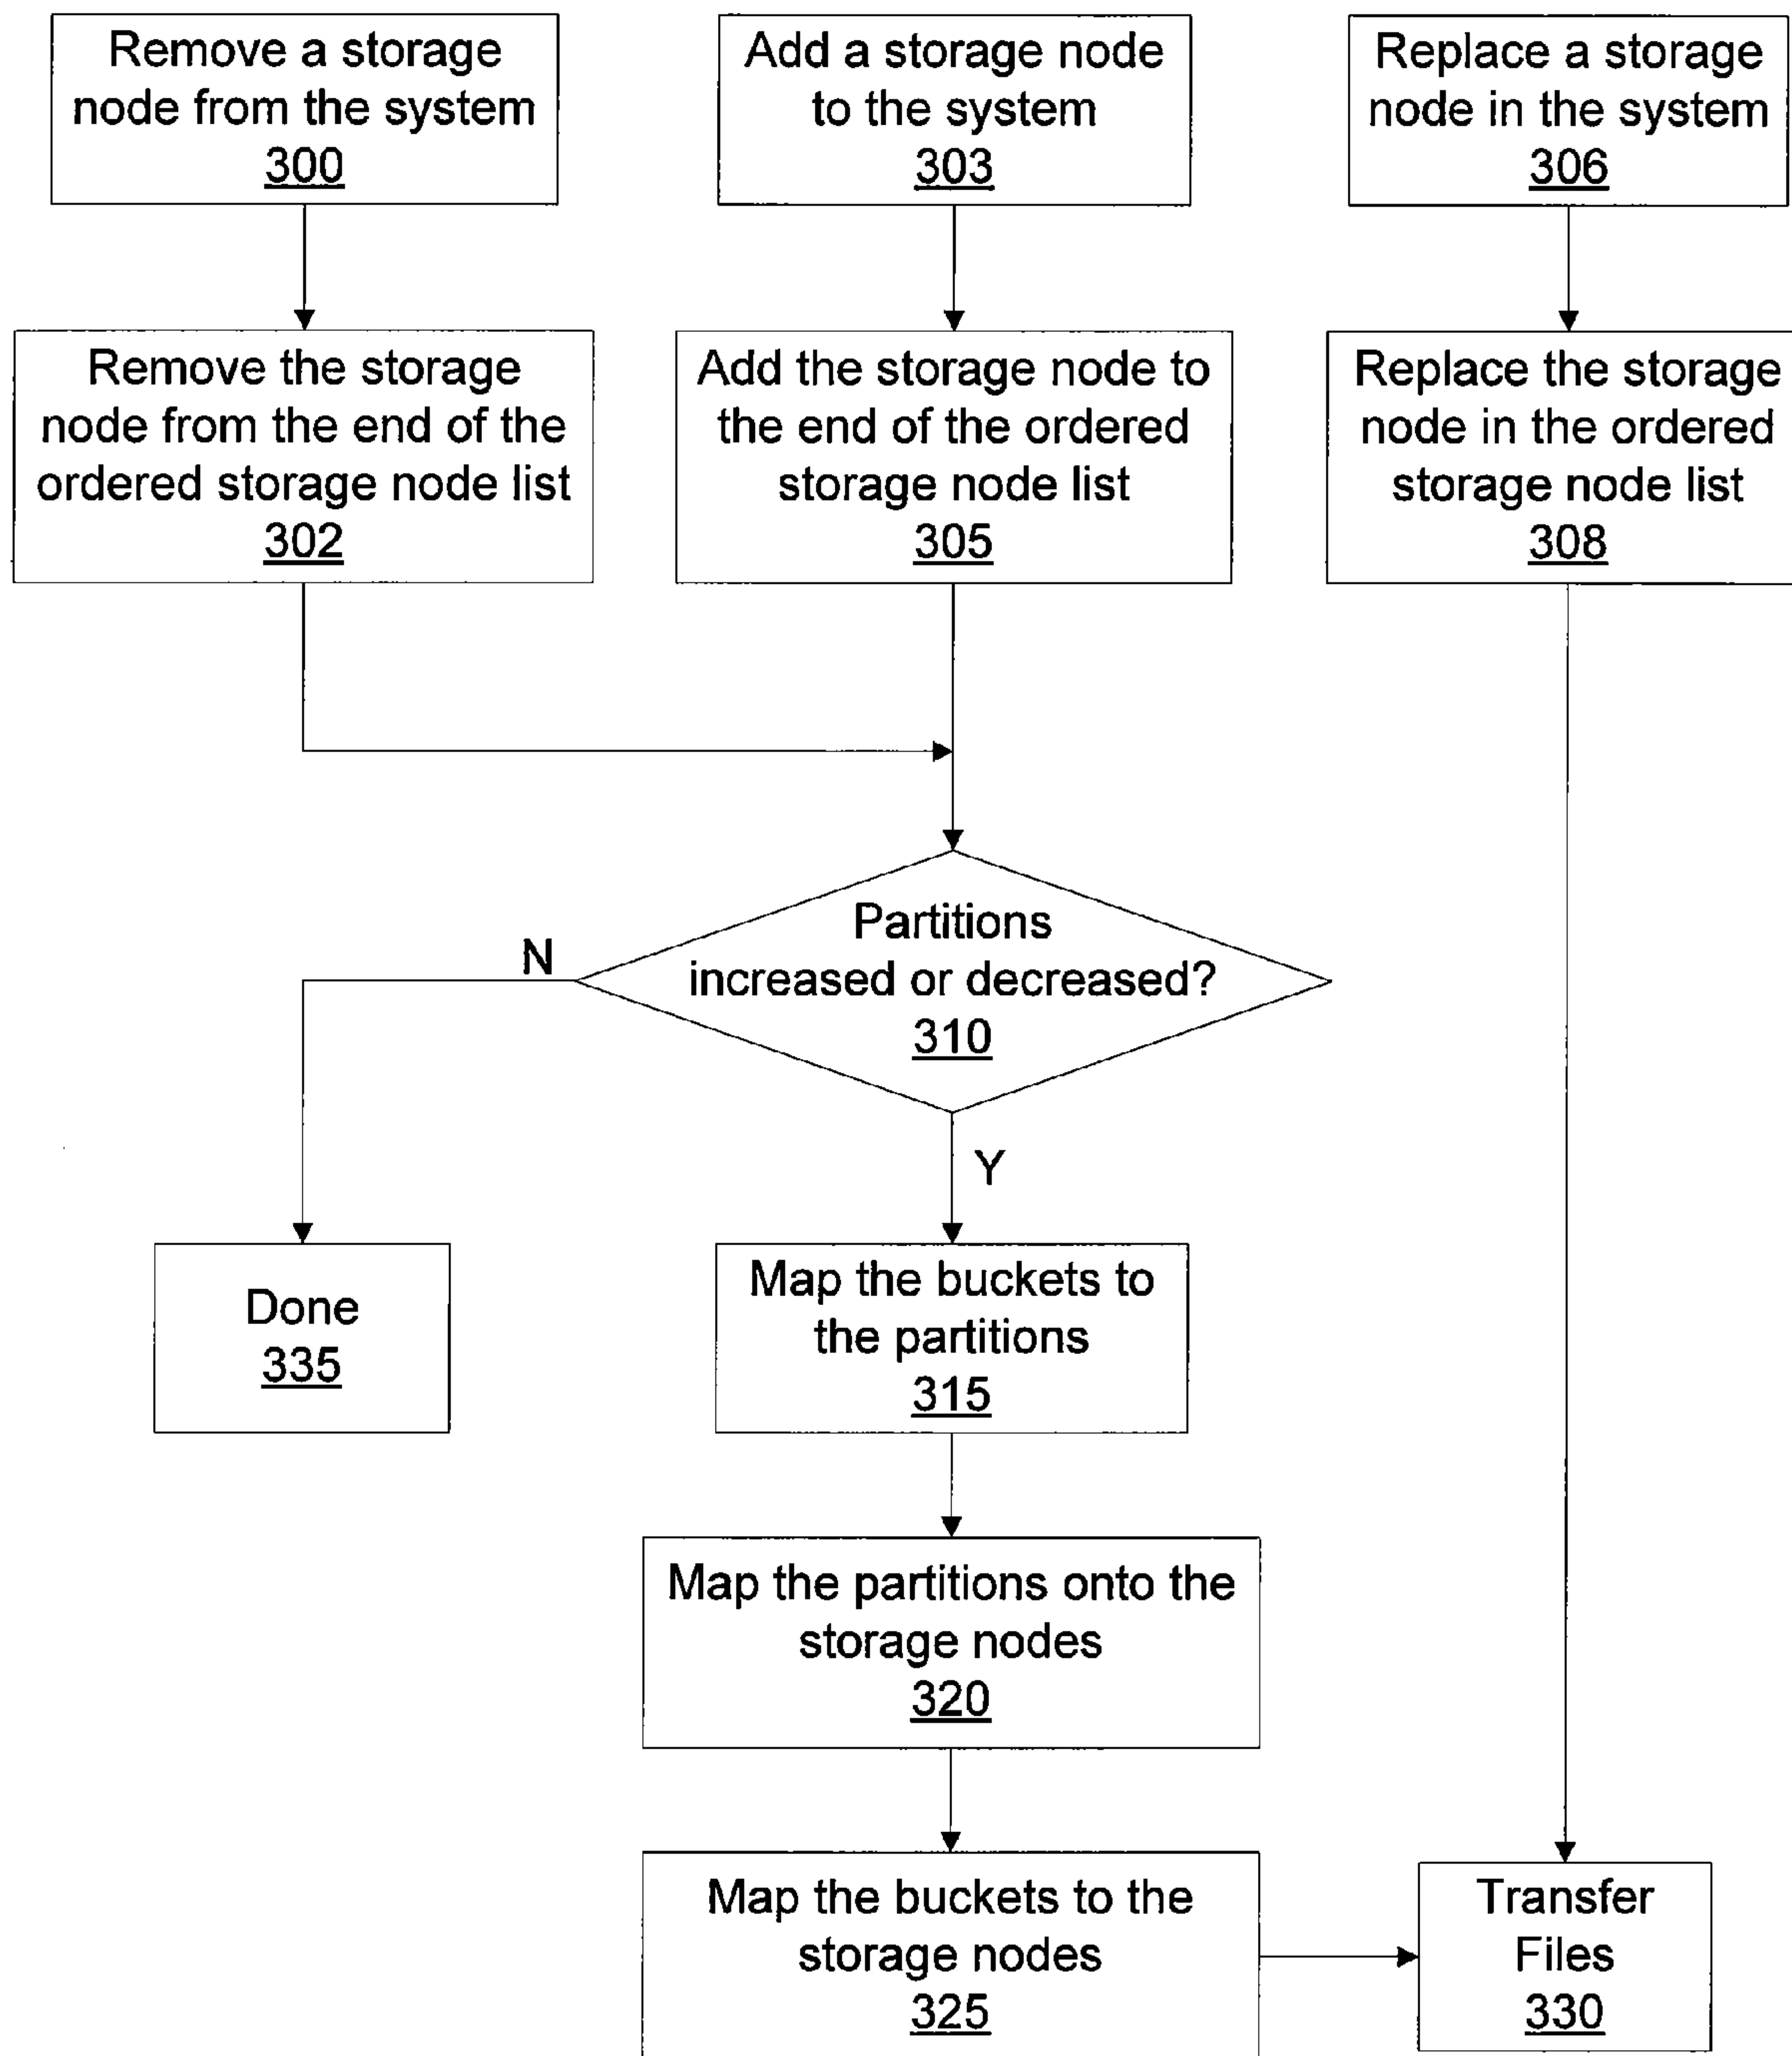 Remove a storage
node from the system
300
Add a storage node
to the system
303
Replace a storage
node in the system
306
Remove the storage
node from the end of the
ordered storage node list
302
Add the storage node to
the end of the ordered
storage node list
305
Replace the storage
node in the ordered
storage node list
308
Partitions
increased or decreased?
310
N
Y
Done
335
Map the buckets to
the partitions
315
Map the partitions onto the
storage nodes
320
Map the buckets to the
storage nodes
325
Transfer
Files
330